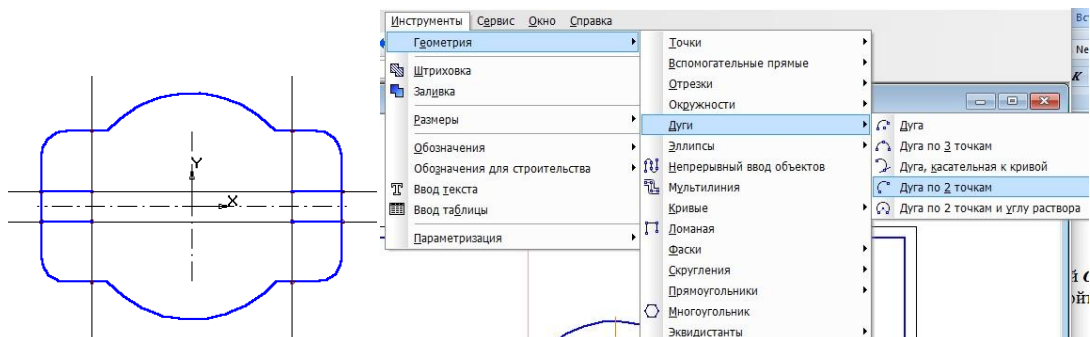 Y
X
Инструменты Сервис Окно Справка
Геометрия
Штриховка
Заливка
Размеры
Обозначения
Обозначения для строительства
Ввод текста
Ввод таблицы
Параметризация
Точки
Вспомогательные прямые
Отрезки
Окружности
Дуги
Эллипсы
Непрерывный ввод объектов
Мультилиния
Кривые
Ломаная
Фаски
Скругления
Прямоугольники
Многоугольник
Эквидистанты
Дуга
Дуга по 3 точкам
Дуга, касательная к кривой
Дуга по 2 точкам
Дуга по 2 точкам и углу раствора